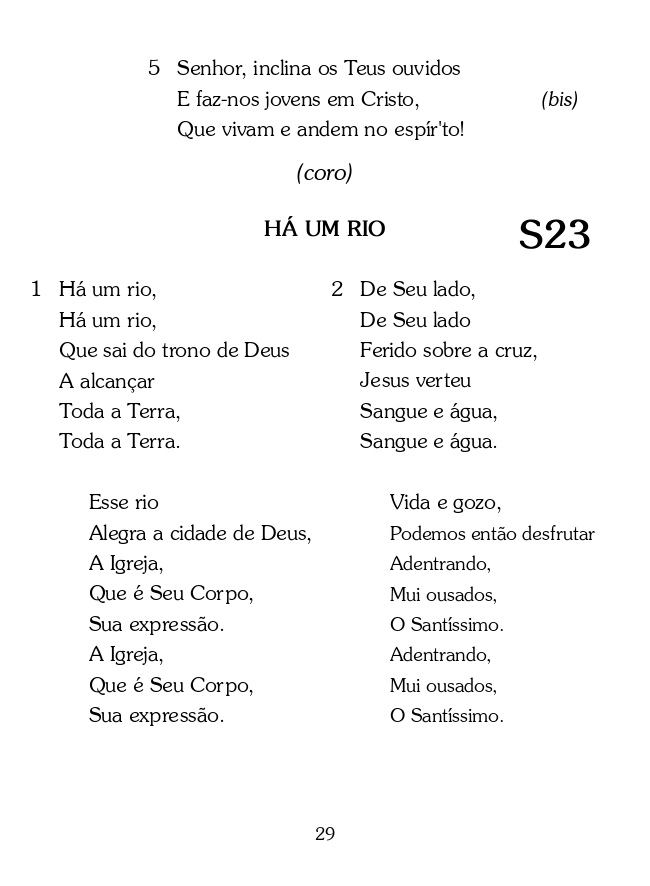 5 Senhor, inclina os Teus ouvidos
E faz-nos jovens em Cristo, (bis)
Que vivam e andem no espír'to!
(coro)
HÁ UM RIO S23
1 Há um rio,
Há um rio,
Que sai do trono de Deus
A alcançar
Toda a Terra,
Toda a Terra.
Esse rio
Alegra a cidade de Deus,
A Igreja,
Que é Seu Corpo,
Sua expressão.
A Igreja,
Que é Seu Corpo,
Sua expressão.
2 De Seu lado,
De Seu lado
Ferido sobre a cruz,
Jesus verteu
Sangue e água,
Sangue e água.
Vida e gozo,
Podemos então desfrutar
Adentrando,
Mui ousados,
O Santíssimo.
Adentrando,
Mui ousados,
O Santíssimo.
29